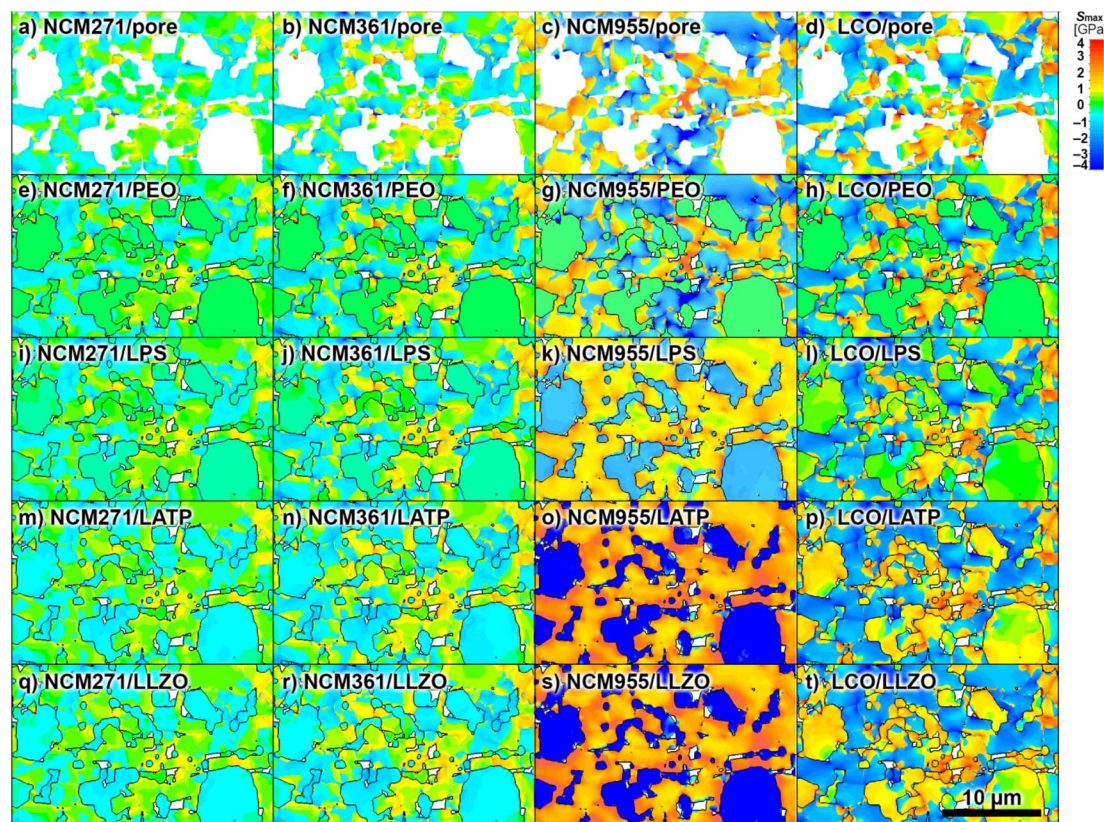 a) NCM271/pore
b) NCM361/pore
c) NCM955/pore
d) LCO/pore
Smax
[GPa
4
3
2
1
0
−1
−2
−3
−4
e) NCM271/PEO
f) NCM361/PEO
g) NCM955/PEO
h) LCO/PEO
i) NCM271/LPS
j) NCM361/LPS
k) NCM955/LPS
l) LCO/LPS
m) NCM271/LATP
n) NCM361/LATP
o) NCM955/LATP
p) LCO/LATP
q) NCM271/LLZO
r) NCM361/LLZO
s) NCM955/LLZO
t) LCO/LLZO
10 µm